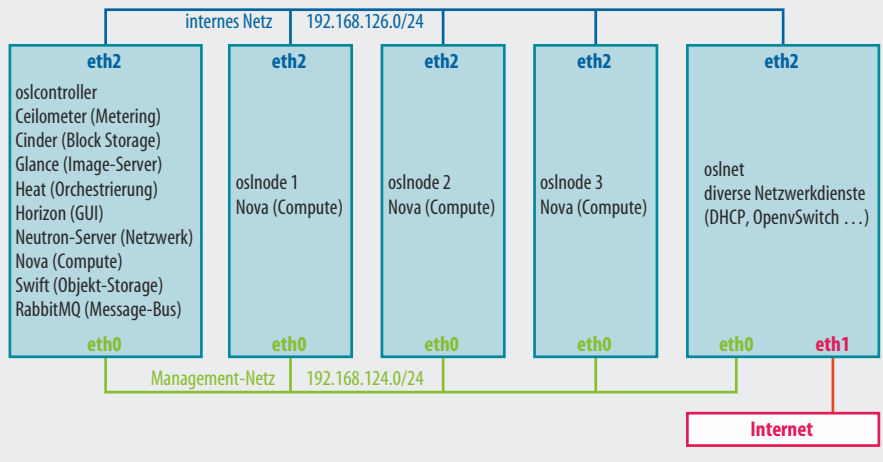 internes Netz 192.168.126.0/24
eth2
oslcontroller
Ceilometer (Metering)
Cinder (Block Storage)
Glance (Image-Server)
Heat (Orchestrierung)
Horizon (GUI)
Neutron-Server (Netzwerk)
Nova (Compute)
Swift (Objekt-Storage)
RabbitMQ (Message-Bus)
eth0
eth2
oslnode 1
Nova (Compute)
eth0
eth2
oslnode 2
Nova (Compute)
eth0
eth2
oslnode 3
Nova (Compute)
eth0
eth2
oslnet
diverse Netzwerkdienste
(DHCP, OpenvSwitch …)
eth0 eth1
Management-Netz 192.168.124.0/24
Internet